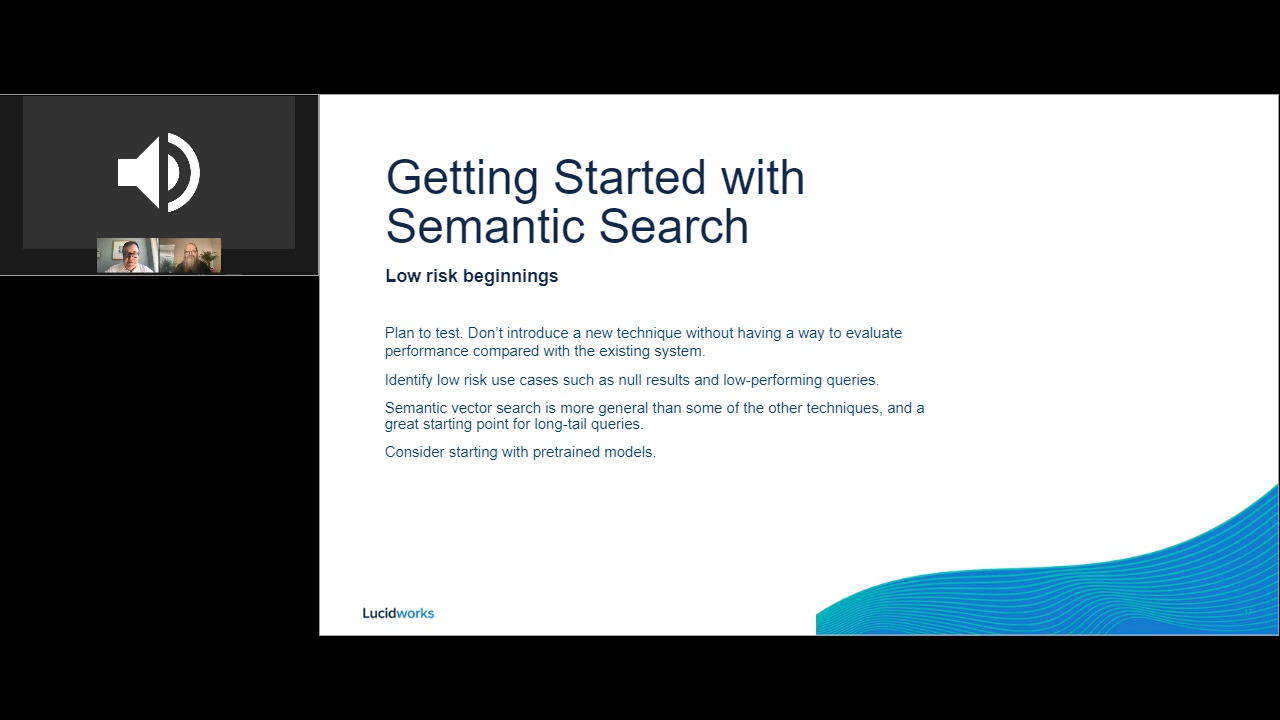 Getting Started with
Semantic Search
Low risk beginnings
Plan to test. Don’t introduce a new technique without having a way to evaluate
performance compared with the existing system.
Identify low risk use cases such as null results and low-performing queries.
Semantic vector search is more general than some of the other techniques, and a
great starting point for long-tail queries.
Consider starting with pretrained models.
Lucidworks